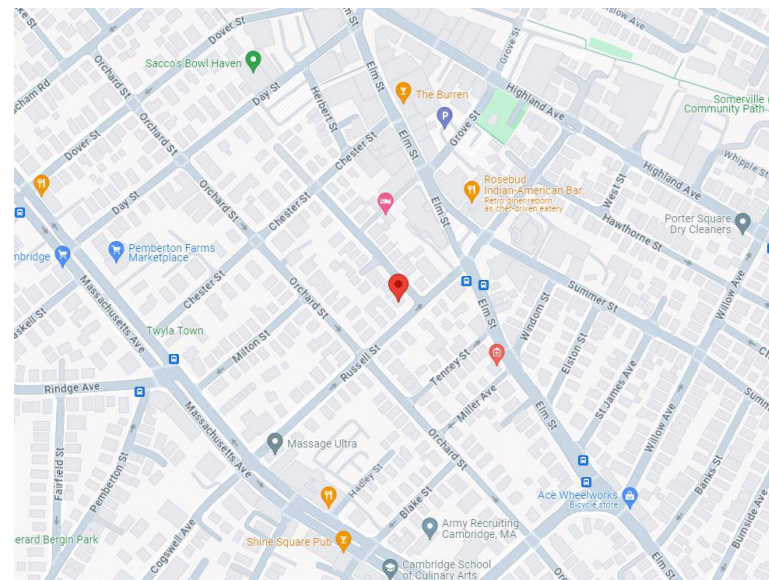 Dover St
Sacco's Bowl Haven
Orchard St
Day St
Herbert St
Elm St
The Burren
P
Grove St
Grove St
Highland Ave
Somerville
Community Path
Whipple St
Dover St
Orchard St
Chester St
Elm St
Rosebud
Indian-American Bar...
Retro diner reborn
as chef-driven eatery
West St
Highland Ave
Hawthorne St
Porter Square
Dry Cleaners
Day St
Chester St
Pemberton Farms
Marketplace
Massachusetts Ave
Chester St
Orchard St
Elm St
Summer St
Willow Ave
Twyla Town
Milton St
Russell St
Tenney St
Windom St
Elston St
St James Ave
Rindge Ave
Massachusetts Ave
Miller Ave
Elm St
Willow Ave
Fairfield St
Pemberton St
Massage Ultra
Orchard St
Banks St
Hadley St
Blake St
Ace Wheelworks
Bicycle store
Burnside Ave
Army Recruiting
Cambridge, MA
Cogswell Ave
Shine Square Pub
Elm St
Cambridge School
of Culinary Arts